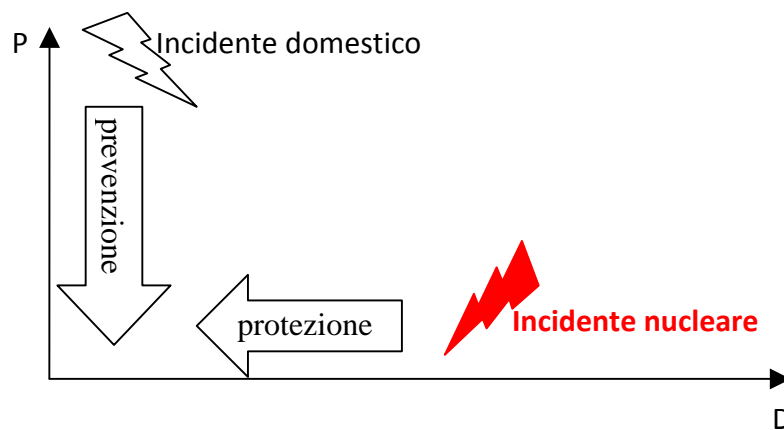 P
Incidente domestico
prevenzione
protezione
Incidente nucleare
D